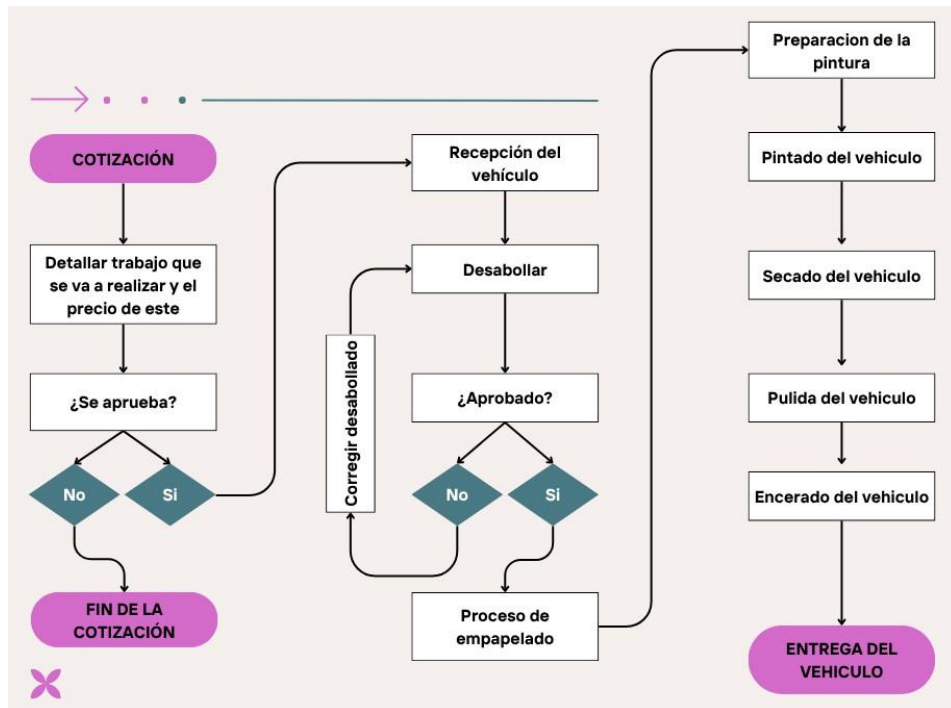 COTIZACIÓN
Detallar trabajo que
se va a realizar y el
precio de este
¿Se aprueba?
No
Si
FIN DE LA
COTIZACIÓN
Recepción del
vehículo
Desabollar
Corregir desabollado
¿Aprobado?
No
Si
Proceso de
empapelado
Preparacion de la
pintura
Pintado del vehiculo
Secado del vehiculo
Pulida del vehiculo
Encerado del vehiculo
ENTREGA DEL
VEHICULO